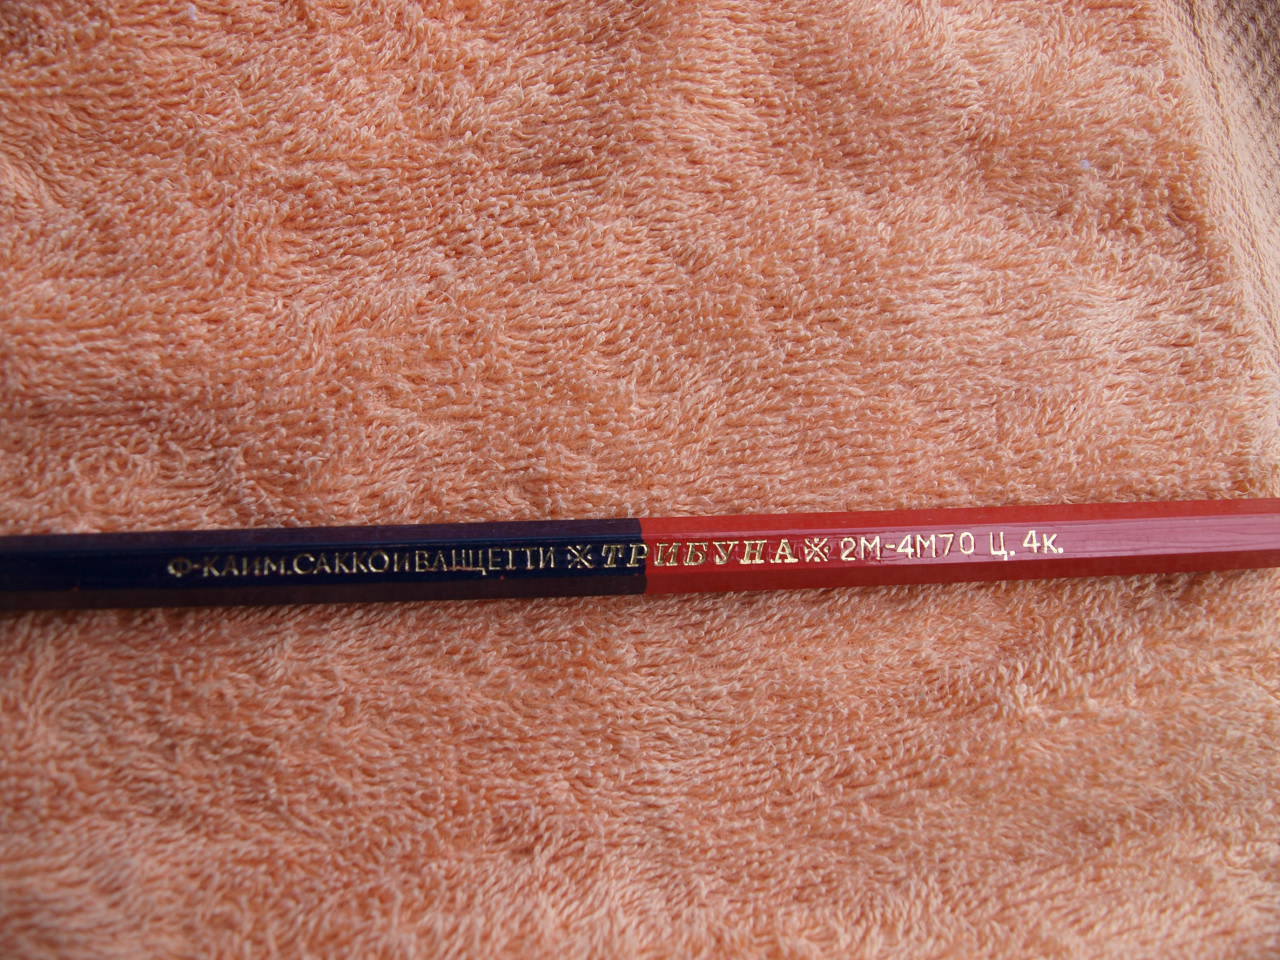 Ф-КА ИМ. САККО И ВАНЦЕТТИ ※ ТРИБУНА ※ 2М-4М70 Ц. 4к.